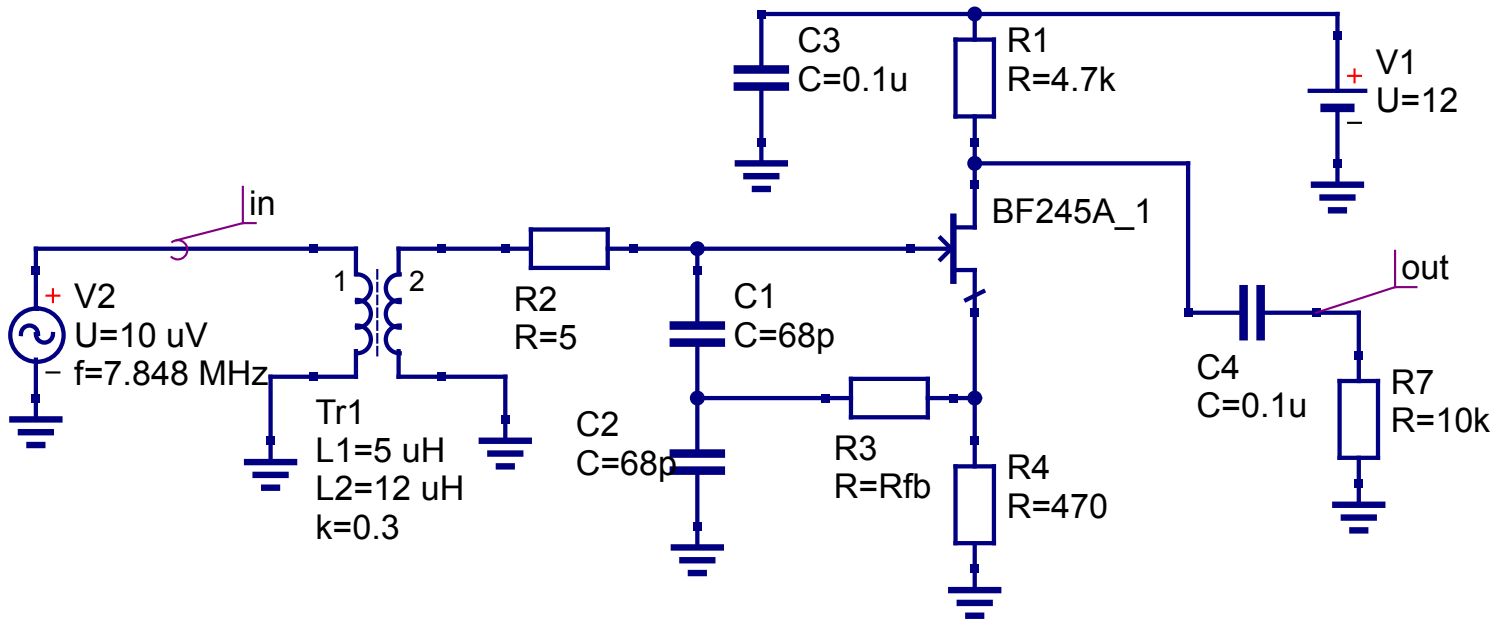 C3
C=0.1u
R1
R=4.7k
+
V1
U=12
−
in
BF245A_1
1
2
+
V2
U=10 uV
− f=7.848 MHz
R2
R=5
C1
C=68p
out
Tr1
L1=5 uH
L2=12 uH
k=0.3
C2
C=68p
R3
R=Rfb
R4
R=470
C4
C=0.1u
R7
R=10k